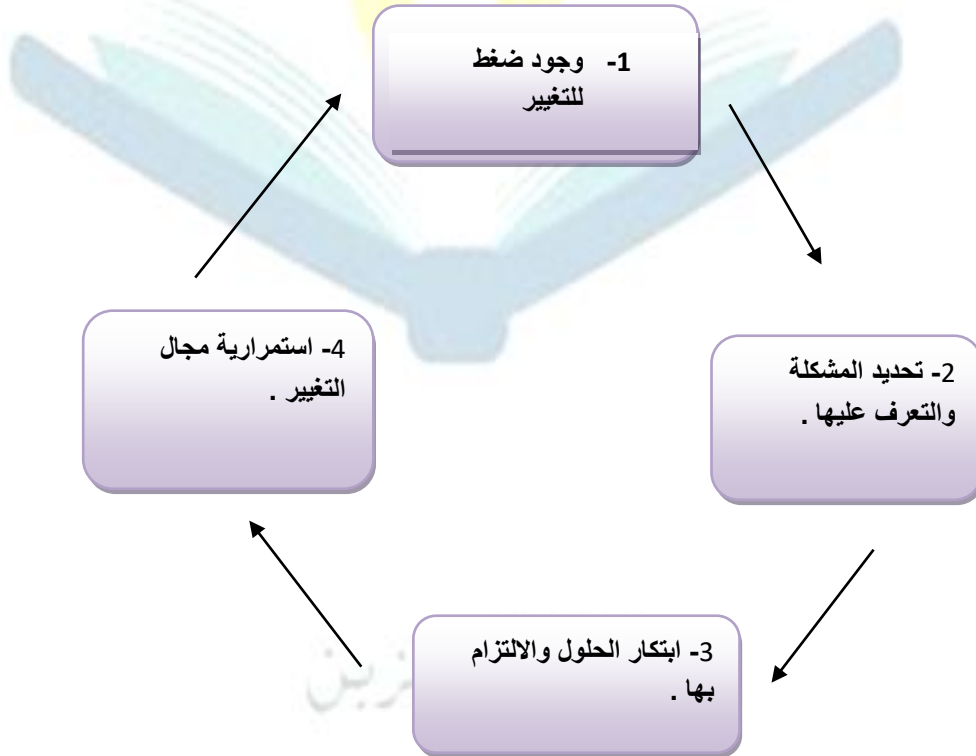 1- وجود ضغط
للتغيير
2- تحديد المشكلة
والتعرف عليها .
3- ابتكار الحلول والالتزام
بها .
4- استمرارية مجال
التغيير .